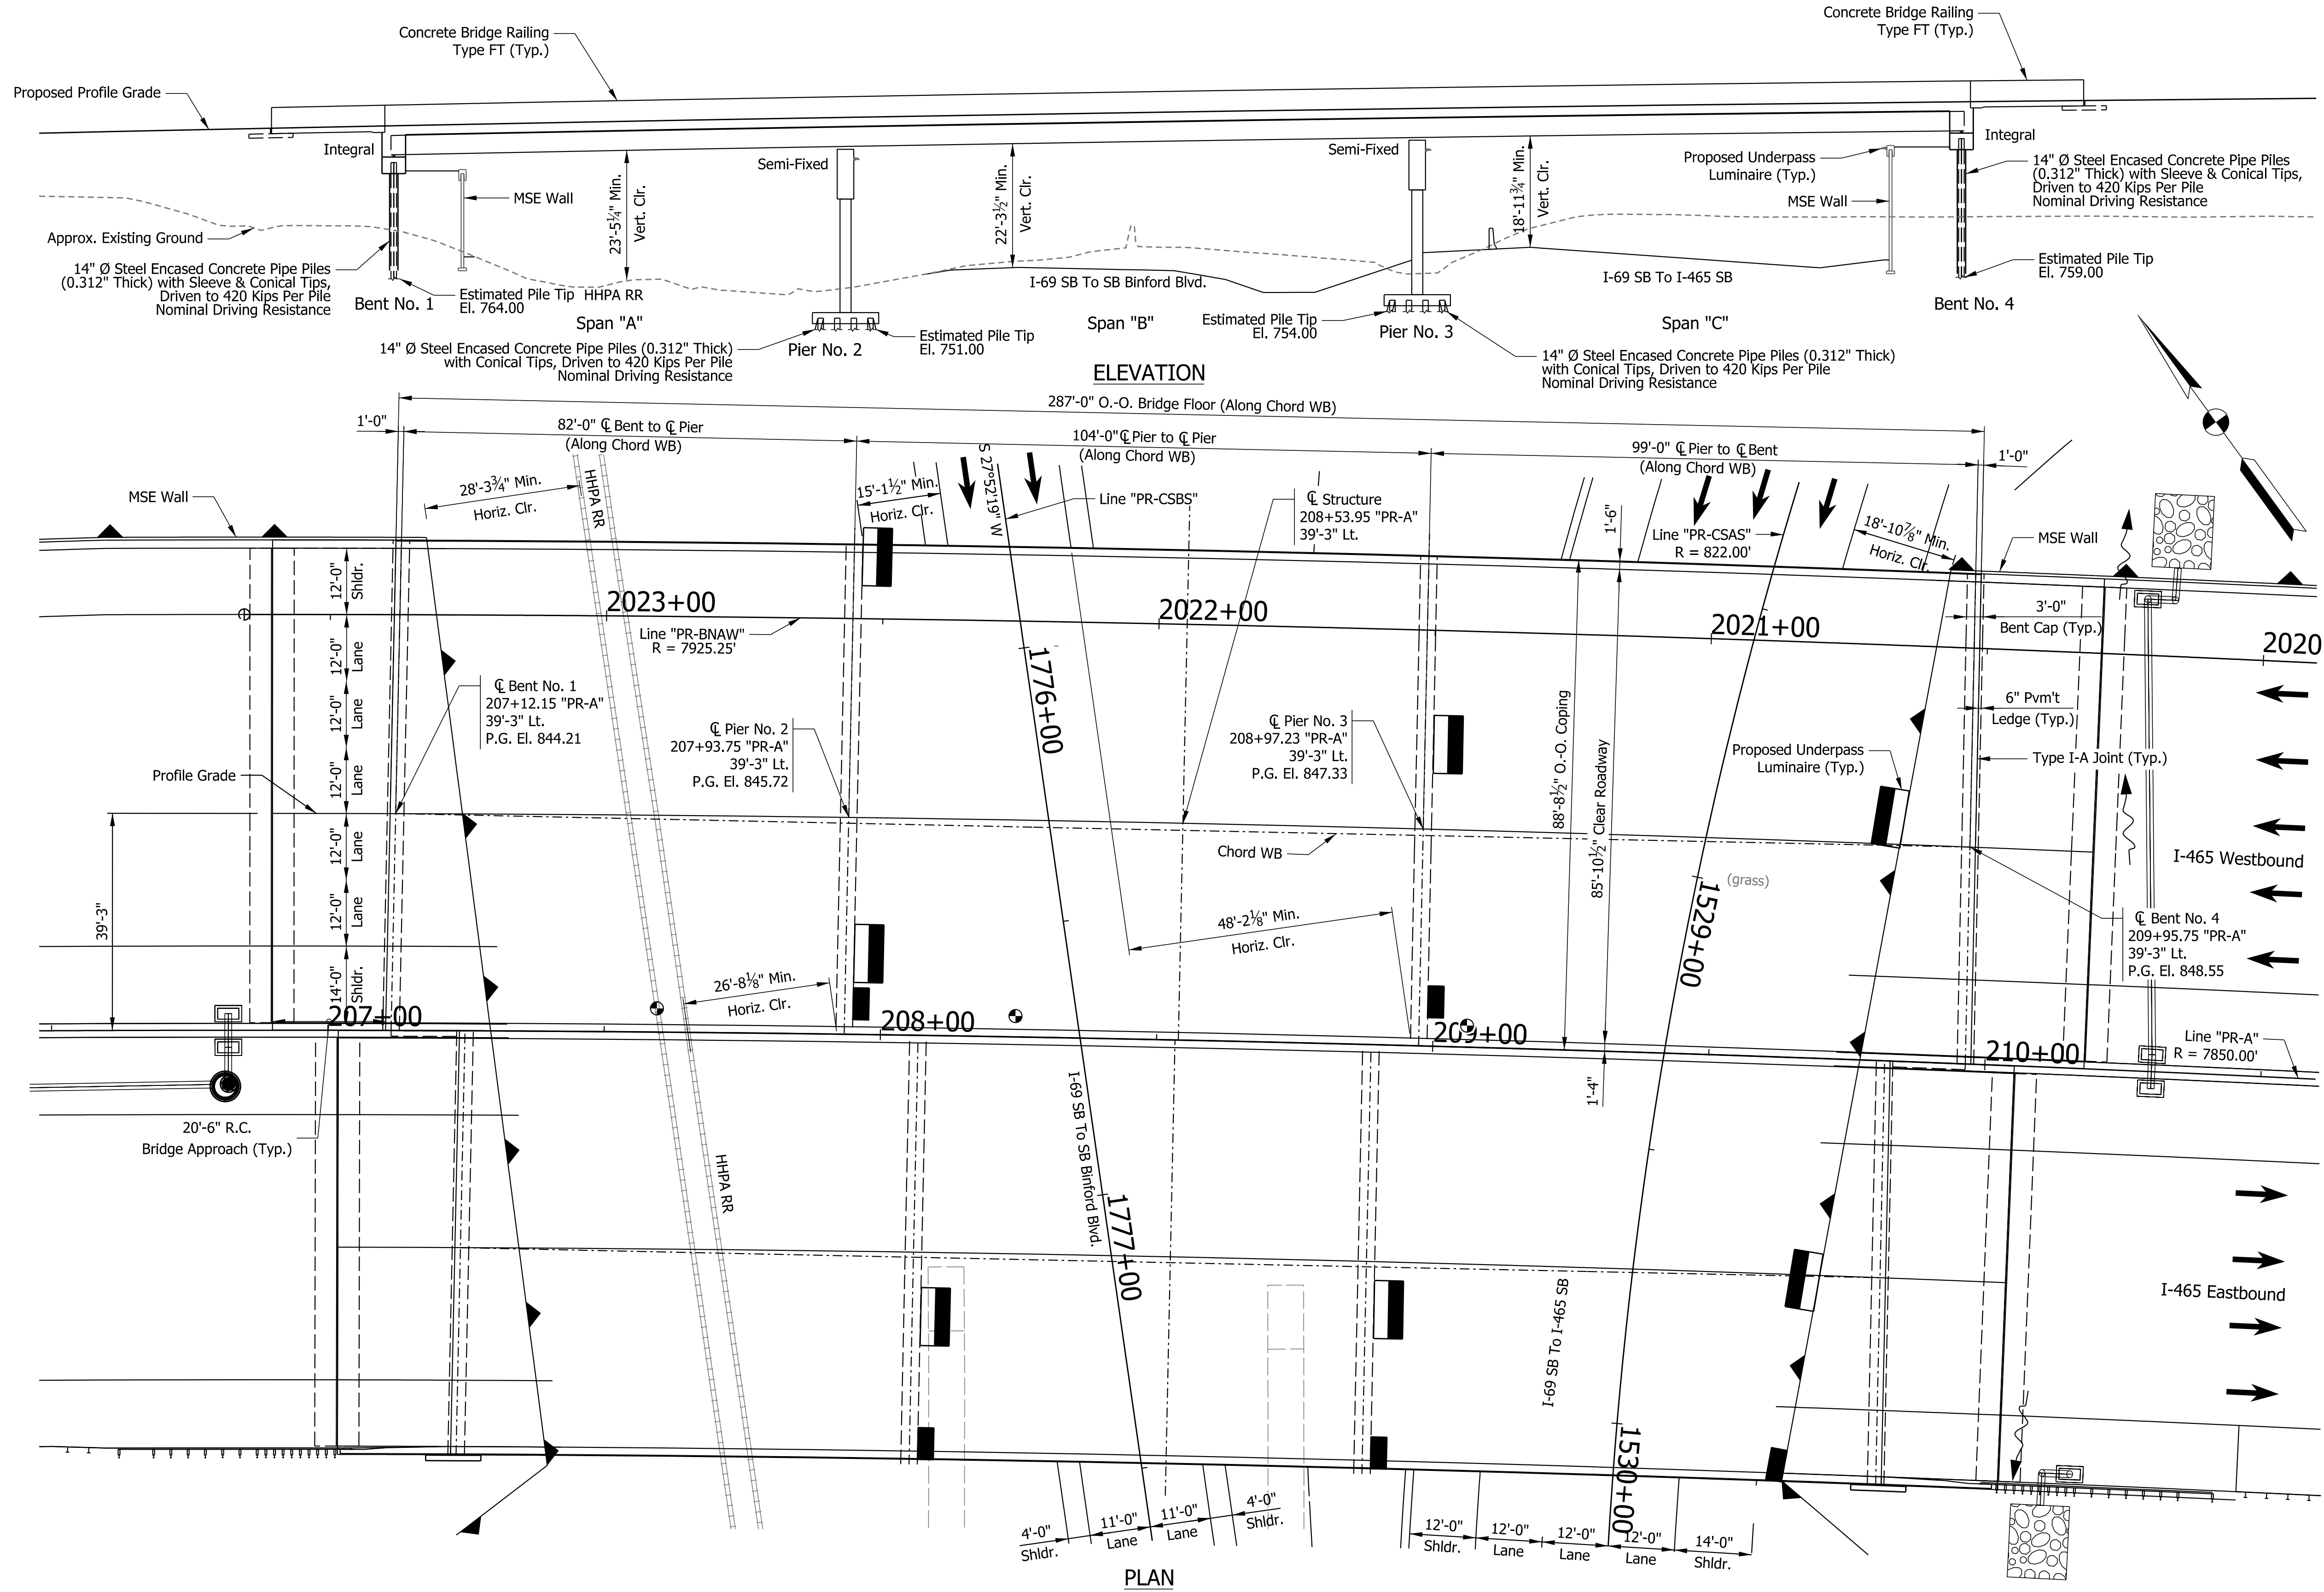 Concrete Bridge Railing
Type FT (Typ.)
Concrete Bridge Railing
Type FT (Typ.)
Proposed Profile Grade
Integral
Semi-Fixed
Semi-Fixed
Integral
Proposed Underpass
Luminaire (Typ.)
MSE Wall
MSE Wall
23'-5¼" Min.
Vert. Clr.
22'-3½" Min.
Vert. Clr.
18'-11¾" Min.
Vert. Clr.
14" Ø Steel Encased Concrete Pipe Piles
(0.312" Thick) with Sleeve & Conical Tips,
Driven to 420 Kips Per Pile
Nominal Driving Resistance
Approx. Existing Ground
14" Ø Steel Encased Concrete Pipe Piles
(0.312" Thick) with Sleeve & Conical Tips,
Driven to 420 Kips Per Pile
Nominal Driving Resistance
Bent No. 1
Estimated Pile Tip
El. 764.00
HHPA RR
Span "A"
I-69 SB To SB Binford Blvd.
Span "B"
I-69 SB To I-465 SB
Span "C"
Estimated Pile Tip
El. 759.00
Bent No. 4
Estimated Pile Tip
El. 751.00
Pier No. 2
Estimated Pile Tip
El. 754.00
Pier No. 3
14" Ø Steel Encased Concrete Pipe Piles (0.312" Thick)
with Conical Tips, Driven to 420 Kips Per Pile
Nominal Driving Resistance
14" Ø Steel Encased Concrete Pipe Piles (0.312" Thick)
with Conical Tips, Driven to 420 Kips Per Pile
Nominal Driving Resistance
ELEVATION
287'-0" O.-O. Bridge Floor (Along Chord WB)
1'-0"
82'-0" ℄ Bent to ℄ Pier
(Along Chord WB)
104'-0" ℄ Pier to ℄ Pier
(Along Chord WB)
99'-0" ℄ Pier to ℄ Bent
(Along Chord WB)
1'-0"
MSE Wall
28'-3¾" Min.
Horiz. Clr.
HHPA RR
15'-1½" Min.
Horiz. Clr.
S 27°52'19" W
Line "PR-CSBS"
℄ Structure
208+53.95 "PR-A"
39'-3" Lt.
1'-6"
Line "PR-CSAS"
R = 822.00'
18'-10⅞" Min.
Horiz. Clr.
MSE Wall
12'-0"
Shldr.
2023+00
2022+00
2021+00
2020
Line "PR-BNAW"
R = 7925.25'
3'-0"
Bent Cap (Typ.)
12'-0"
Lane
12'-0"
Lane
12'-0"
Lane
12'-0"
Lane
12'-0"
Lane
14'-0"
Shldr.
℄ Bent No. 1
207+12.15 "PR-A"
39'-3" Lt.
P.G. El. 844.21
℄ Pier No. 2
207+93.75 "PR-A"
39'-3" Lt.
P.G. El. 845.72
1776+00
℄ Pier No. 3
208+97.23 "PR-A"
39'-3" Lt.
P.G. El. 847.33
88'-8½" O.-O. Coping
85'-10½" Clear Roadway
6" Pvm't
Ledge (Typ.)
Proposed Underpass
Luminaire (Typ.)
Type I-A Joint (Typ.)
Profile Grade
Chord WB
(grass)
1529+00
I-465 Westbound
39'-3"
48'-2⅛" Min.
Horiz. Clr.
℄ Bent No. 4
209+95.75 "PR-A"
39'-3" Lt.
P.G. El. 848.55
26'-8⅛" Min.
Horiz. Clr.
207+00
208+00
209+00
210+00
Line "PR-A"
R = 7850.00'
1'-4"
20'-6" R.C.
Bridge Approach (Typ.)
HHPA RR
I-69 SB To SB Binford Blvd.
1777+00
I-69 SB To I-465 SB
I-465 Eastbound
1530+00
4'-0"
Shldr.
11'-0"
Lane
11'-0"
Lane
4'-0"
Shldr.
12'-0"
Shldr.
12'-0"
Lane
12'-0"
Lane
12'-0"
Lane
14'-0"
Shldr.
PLAN